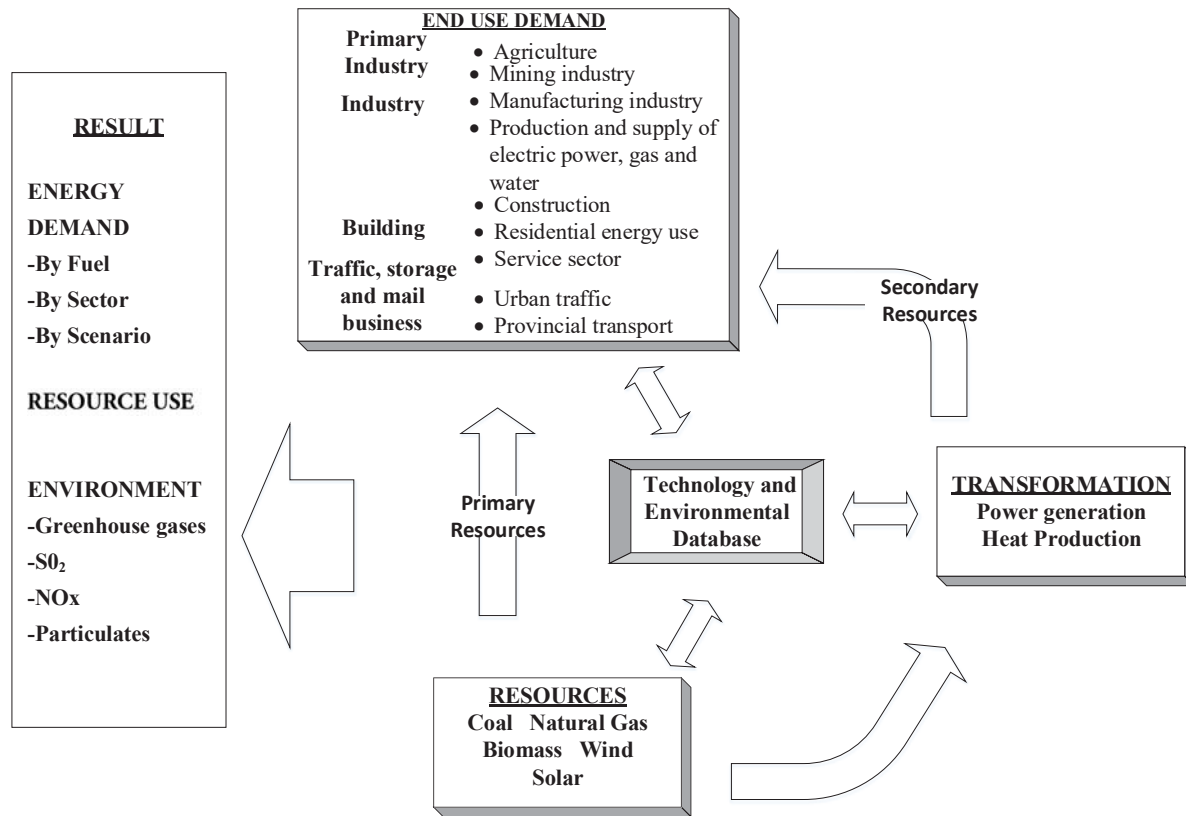 RESULT
ENERGY
DEMAND
-By Fuel
-By Sector
-By Scenario
RESOURCE USE
ENVIRONMENT
-Greenhouse gases
-S0₂
-NOx
-Particulates
END USE DEMAND
Primary
Industry
Industry
Building
Traffic, storage
and mail
business
• Agriculture
• Mining industry
• Manufacturing industry
• Production and supply of
electric power, gas and
water
• Construction
• Residential energy use
• Service sector
• Urban traffic
• Provincial transport
Secondary
Resources
Primary
Resources
Technology and
Environmental
Database
TRANSFORMATION
Power generation
Heat Production
RESOURCES
Coal Natural Gas
Biomass Wind
Solar